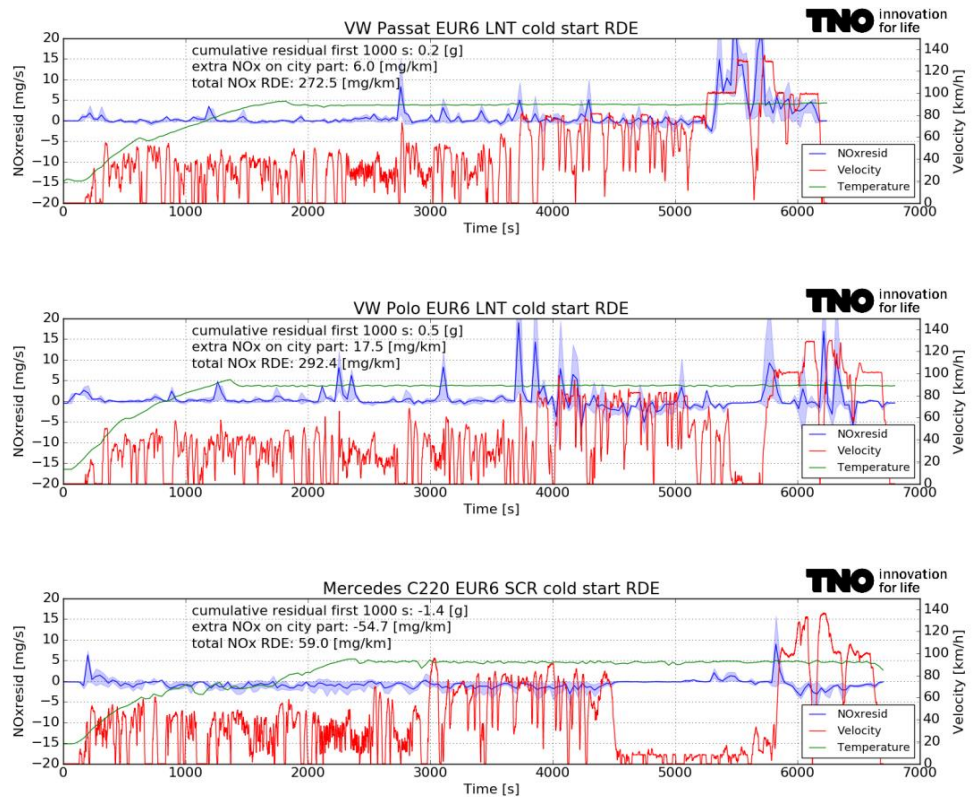 TNO innovation for life
VW Passat EUR6 LNT cold start RDE
cumulative residual first 1000 s: 0.2 [g]
extra NOx on city part: 6.0 [mg/km]
total NOx RDE: 272.5 [mg/km]
NOxresid [mg/s]
20
15
10
5
0
−5
−10
−15
−20
Velocity [km/h]
140
120
100
80
60
40
20
0
NOxresid
Velocity
Temperature
0 1000 2000 3000 4000 5000 6000 7000
Time [s]
TNO innovation for life
VW Polo EUR6 LNT cold start RDE
cumulative residual first 1000 s: 0.5 [g]
extra NOx on city part: 17.5 [mg/km]
total NOx RDE: 292.4 [mg/km]
NOxresid [mg/s]
20
15
10
5
0
−5
−10
−15
−20
Velocity [km/h]
140
120
100
80
60
40
20
0
NOxresid
Velocity
Temperature
0 1000 2000 3000 4000 5000 6000 7000
Time [s]
TNO innovation for life
Mercedes C220 EUR6 SCR cold start RDE
cumulative residual first 1000 s: -1.4 [g]
extra NOx on city part: -54.7 [mg/km]
total NOx RDE: 59.0 [mg/km]
NOxresid [mg/s]
20
15
10
5
0
−5
−10
−15
−20
Velocity [km/h]
140
120
100
80
60
40
20
0
NOxresid
Velocity
Temperature
0 1000 2000 3000 4000 5000 6000 7000
Time [s]